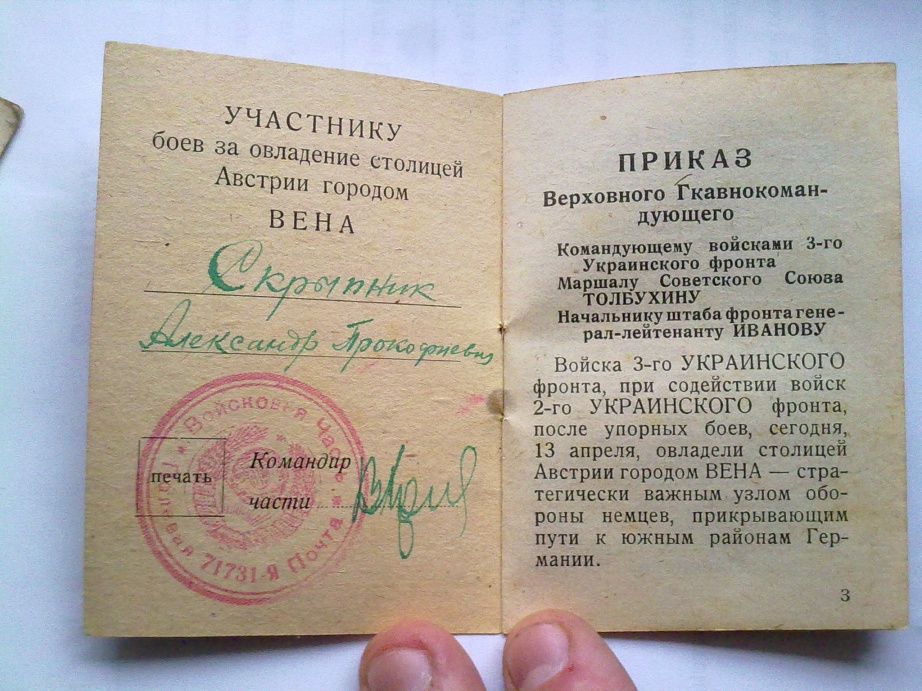 УЧАСТНИКУ
боев за овладение столицей
Австрии городом
ВЕНА
Скрыпник
Александр Прокофиевич
Войсковая Часть
Полевая 71731-я Почта
печать
Командир
части
ПРИКАЗ
Верховного Гкавнокоман-
дующего
Командующему войсками 3-го
Украинского фронта
Маршалу Советского Союза
ТОЛБУХИНУ
Начальнику штаба фронта гене-
рал-лейтенанту ИВАНОВУ
Войска 3-го УКРАИНСКОГО
фронта, при содействии войск
2-го УКРАИНСКОГО фронта,
после упорных боев, сегодня,
13 апреля, овладели столицей
Австрии городом ВЕНА — стра-
тегически важным узлом обо-
роны немцев, прикрывающим
пути к южным районам Гер-
мании.
3